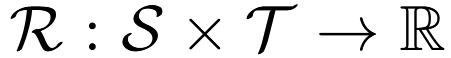 ℛ : 𝒮 × 𝒯 → ℝ